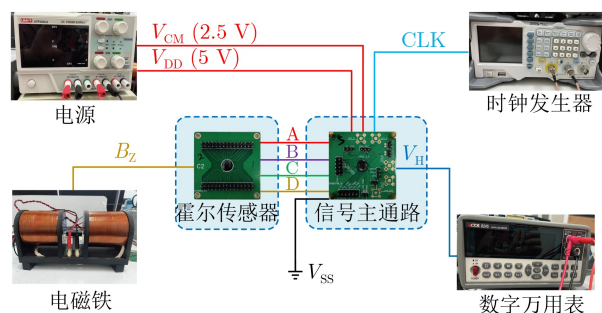 V_CM (2.5 V)
CLK
V_DD (5 V)
电源
时钟发生器
A
B_Z
B
V_H
C2
C
D
霍尔传感器
信号主通路
V_SS
电磁铁
数字万用表